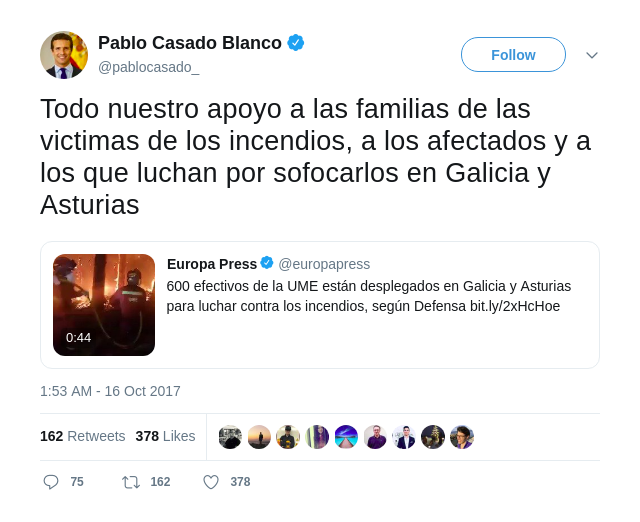 Pablo Casado Blanco
@pablocasado_
Follow
Todo nuestro apoyo a las familias de las
victimas de los incendios, a los afectados y a
los que luchan por sofocarlos en Galicia y
Asturias
Europa Press @europapress
600 efectivos de la UME están desplegados en Galicia y Asturias
para luchar contra los incendios, según Defensa bit.ly/2xHcHoe
0:44
1:53 AM - 16 Oct 2017
162 Retweets 378 Likes
75 162 378